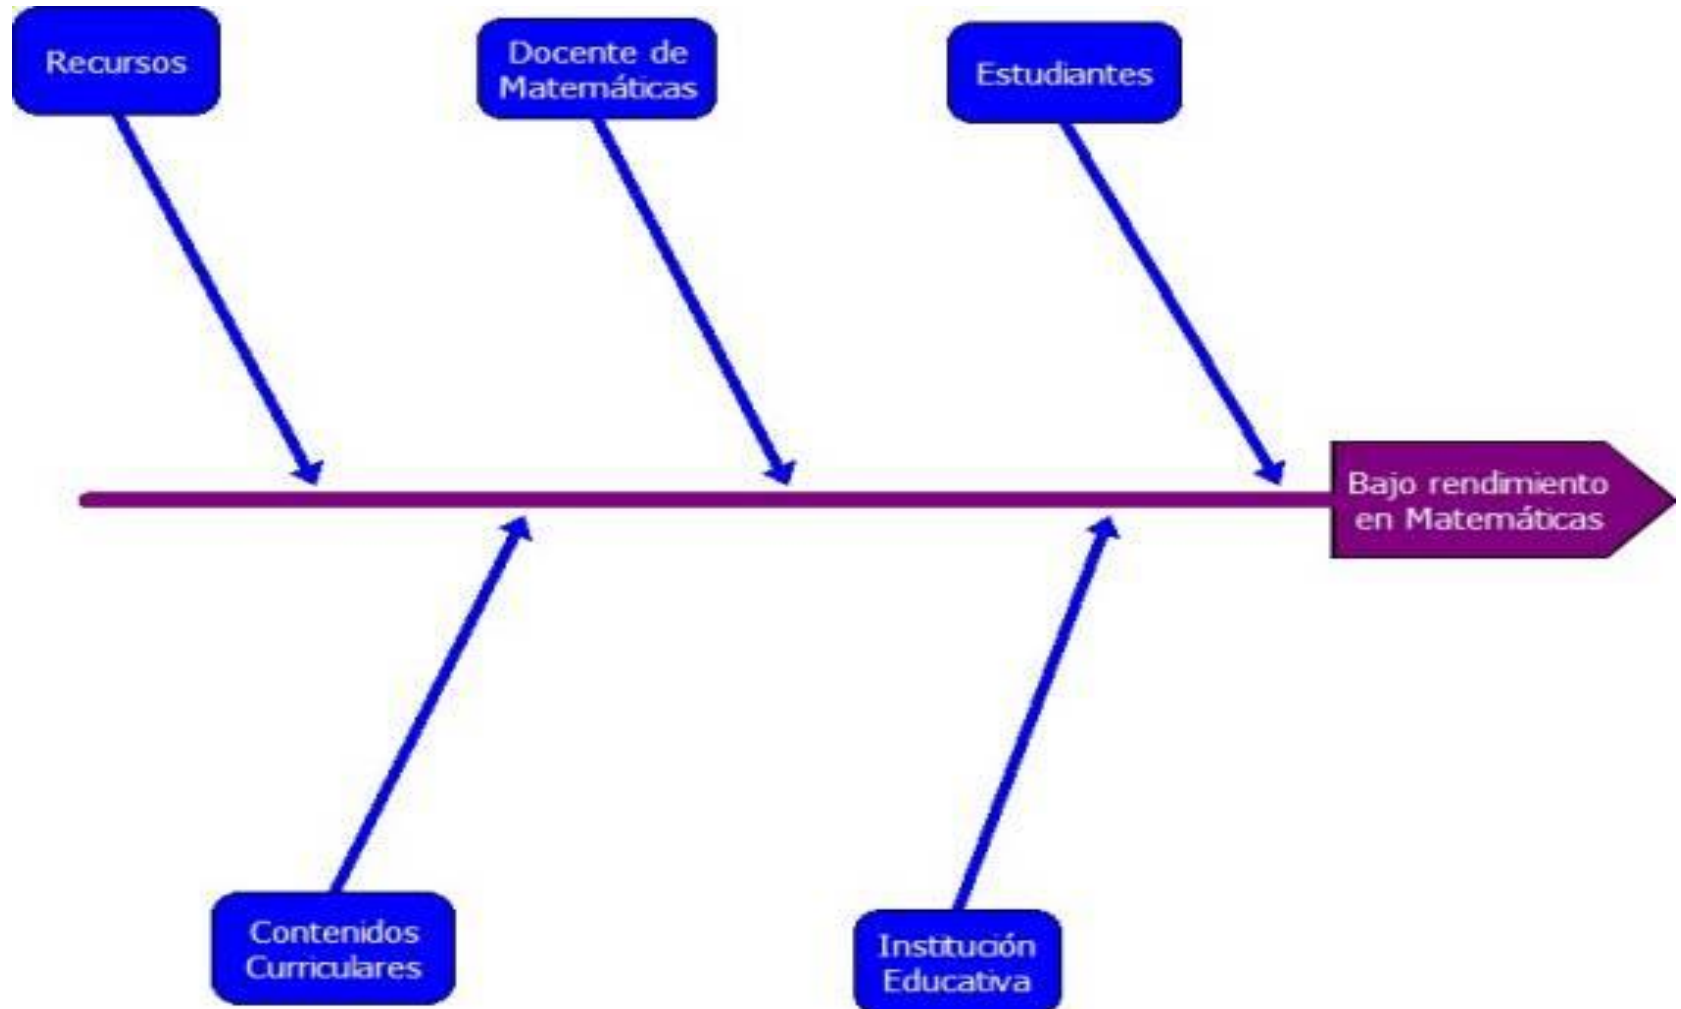 Recursos
Docente de
Matemáticas
Estudiantes
Bajo rendimiento
en Matemáticas
Contenidos
Curriculares
Institución
Educativa